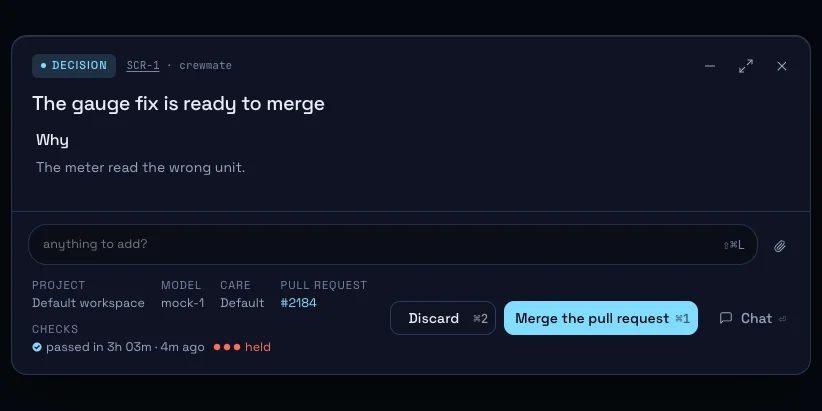 DECISION SCR-1 · crewmate
The gauge fix is ready to merge
Why
The meter read the wrong unit.
anything to add? ⇧⌘L
PROJECT MODEL CARE PULL REQUEST
Default workspace mock-1 Default #2184
Discard ⌘2 Merge the pull request ⌘1 Chat ⏎
CHECKS
passed in 3h 03m · 4m ago held